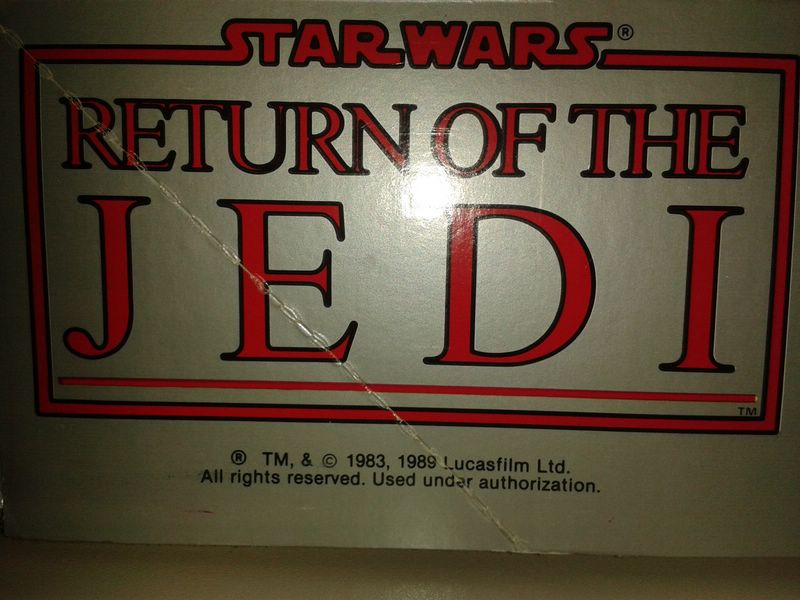 STAR WARS®
RETURN OF THE
JEDI
TM
® TM, & © 1983, 1989 Lucasfilm Ltd.
All rights reserved. Used under authorization.